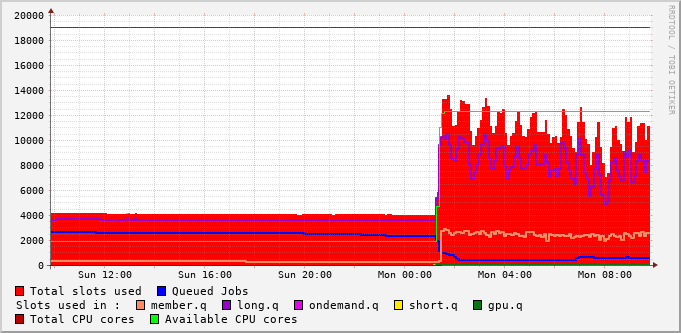 20000
18000
16000
14000
12000
10000
8000
6000
4000
2000
0
Sun 12:00 Sun 16:00 Sun 20:00 Mon 00:00 Mon 04:00 Mon 08:00
RRDTOOL / TOBI OETIKER
Total slots used Queued Jobs
Slots used in : member.q long.q ondemand.q short.q gpu.q
Total CPU cores Available CPU cores